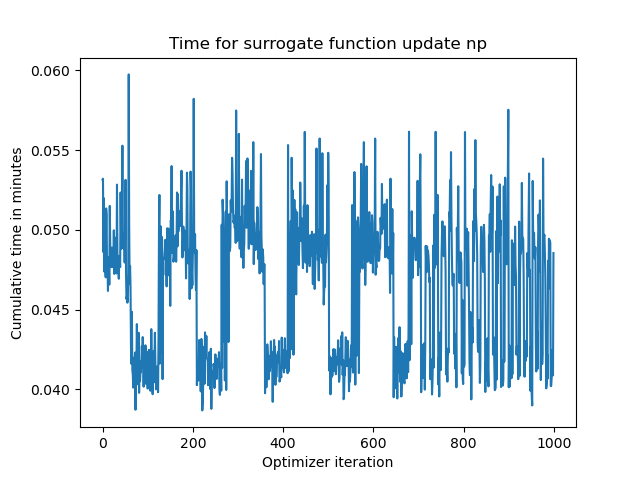 Time for surrogate function update np
0.060
0.055
0.050
0.045
0.040
Cumulative time in minutes
0 200 400 600 800 1000
Optimizer iteration